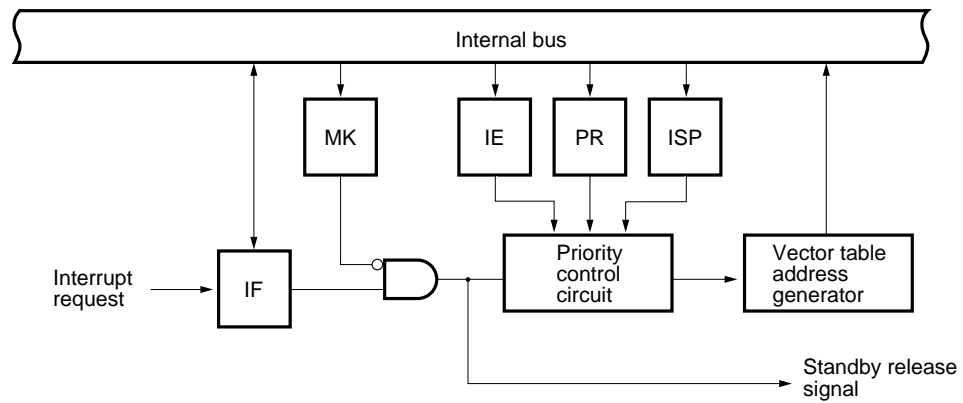 Internal bus
MK
IE
PR
ISP
Interrupt
request
IF
Priority
control
circuit
Vector table
address
generator
Standby release
signal